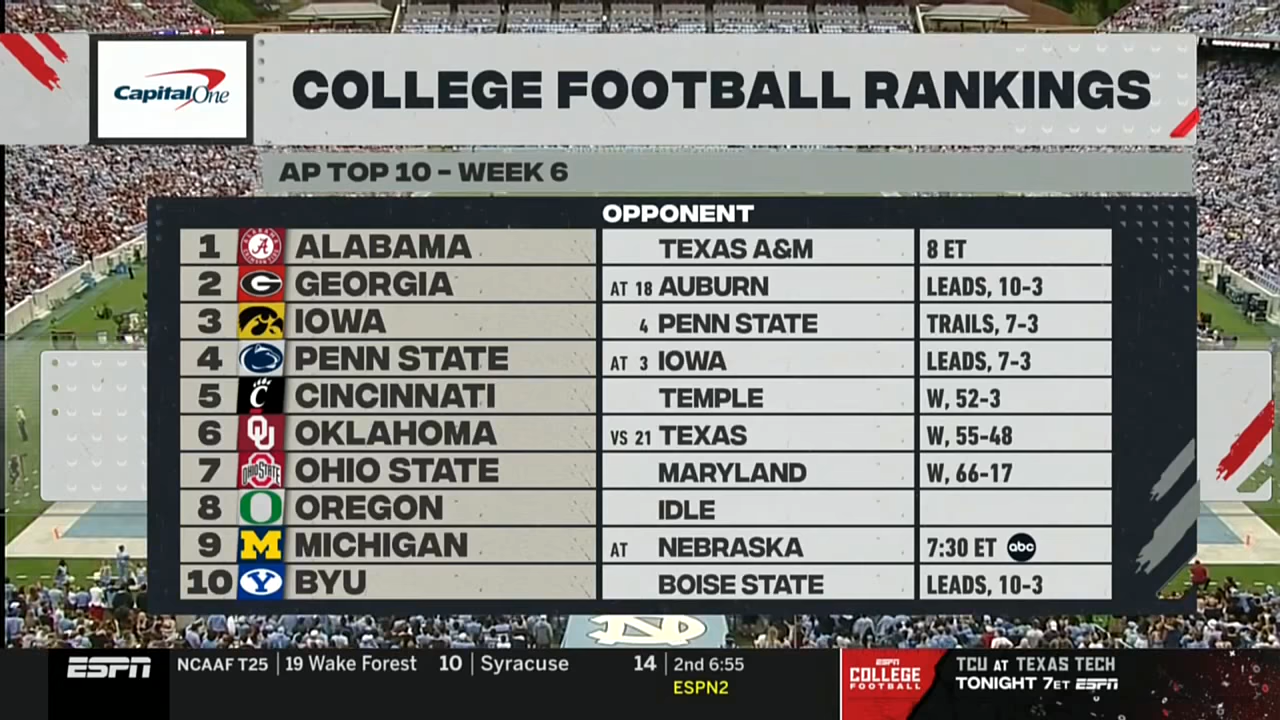 Capital One
COLLEGE FOOTBALL RANKINGS
AP TOP 10 - WEEK 6
OPPONENT
1 A ALABAMA TEXAS A&M 8 ET
2 G GEORGIA AT 18 AUBURN LEADS, 10-3
3 IOWA 4 PENN STATE TRAILS, 7-3
4 PENN STATE AT 3 IOWA LEADS, 7-3
5 C CINCINNATI TEMPLE W, 52-3
6 OU OKLAHOMA VS 21 TEXAS W, 55-48
7 OHIO STATE OHIO STATE MARYLAND W, 66-17
8 O OREGON IDLE
9 M MICHIGAN AT NEBRASKA 7:30 ET abc
10 Y BYU BOISE STATE LEADS, 10-3
NC
ESPN NCAAF T25 19 Wake Forest 10 Syracuse 14 2nd 6:55
ESPN2
ESPN COLLEGE FOOTBALL
TCU AT TEXAS TECH
TONIGHT 7ET ESPN